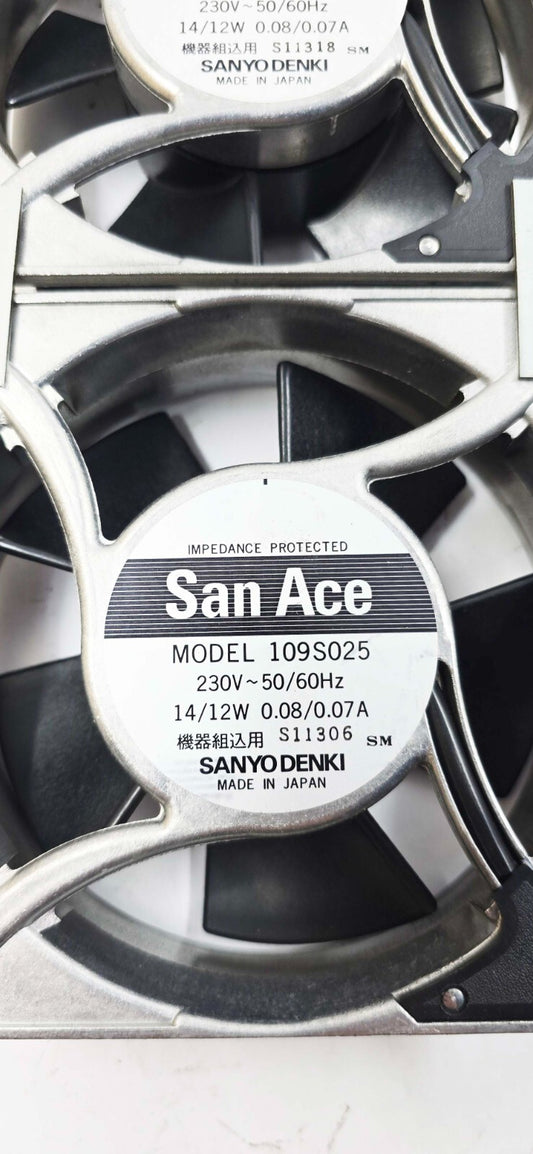 230V~50/60Hz
14/12W 0.08/0.07A
機器組込用 S11318 SM
SANYO DENKI
MADE IN JAPAN
IMPEDANCE PROTECTED
San Ace
MODEL 109S025
230V~50/60Hz
14/12W 0.08/0.07A
機器組込用 S11306 SM
SANYO DENKI
MADE IN JAPAN